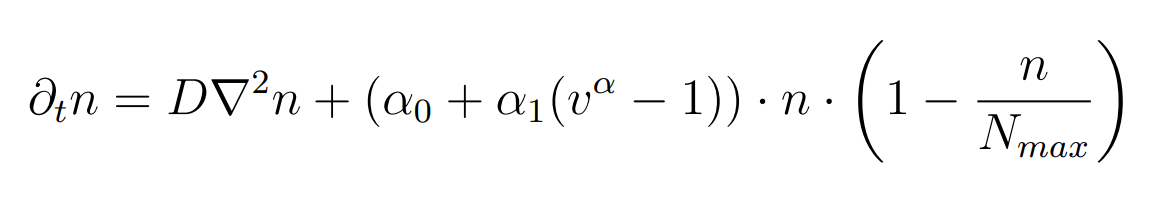 ∂ₜn = D∇²n + (α₀ + α₁(v^α − 1)) · n · (1 − n/N_max)